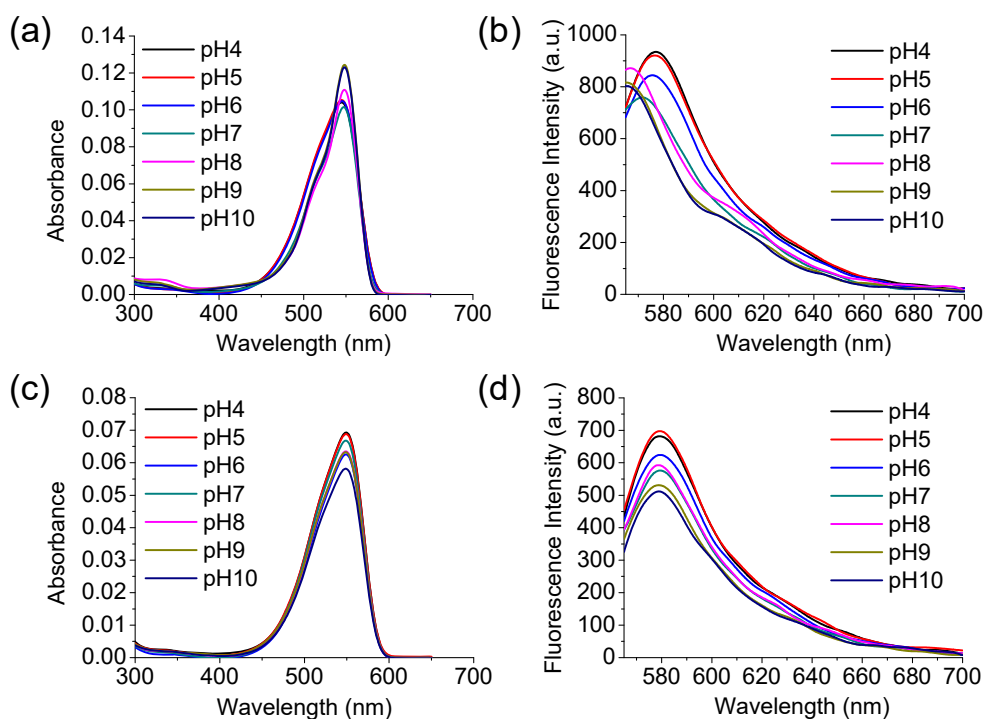 (a)
0.14
0.12
0.10
0.08
0.06
0.04
0.02
0.00
Absorbance
pH4
pH5
pH6
pH7
pH8
pH9
pH10
300 400 500 600 700
Wavelength (nm)
(b)
1000
800
600
400
200
0
Fluorescence Intensity (a.u.)
pH4
pH5
pH6
pH7
pH8
pH9
pH10
580 600 620 640 660 680 700
Wavelength (nm)
(c)
0.08
0.07
0.06
0.05
0.04
0.03
0.02
0.01
0.00
Absorbance
pH4
pH5
pH6
pH7
pH8
pH9
pH10
300 400 500 600 700
Wavelength (nm)
(d)
800
700
600
500
400
300
200
100
0
Fluorescence Intensity (a.u.)
pH4
pH5
pH6
pH7
pH8
pH9
pH10
580 600 620 640 660 680 700
Wavelength (nm)